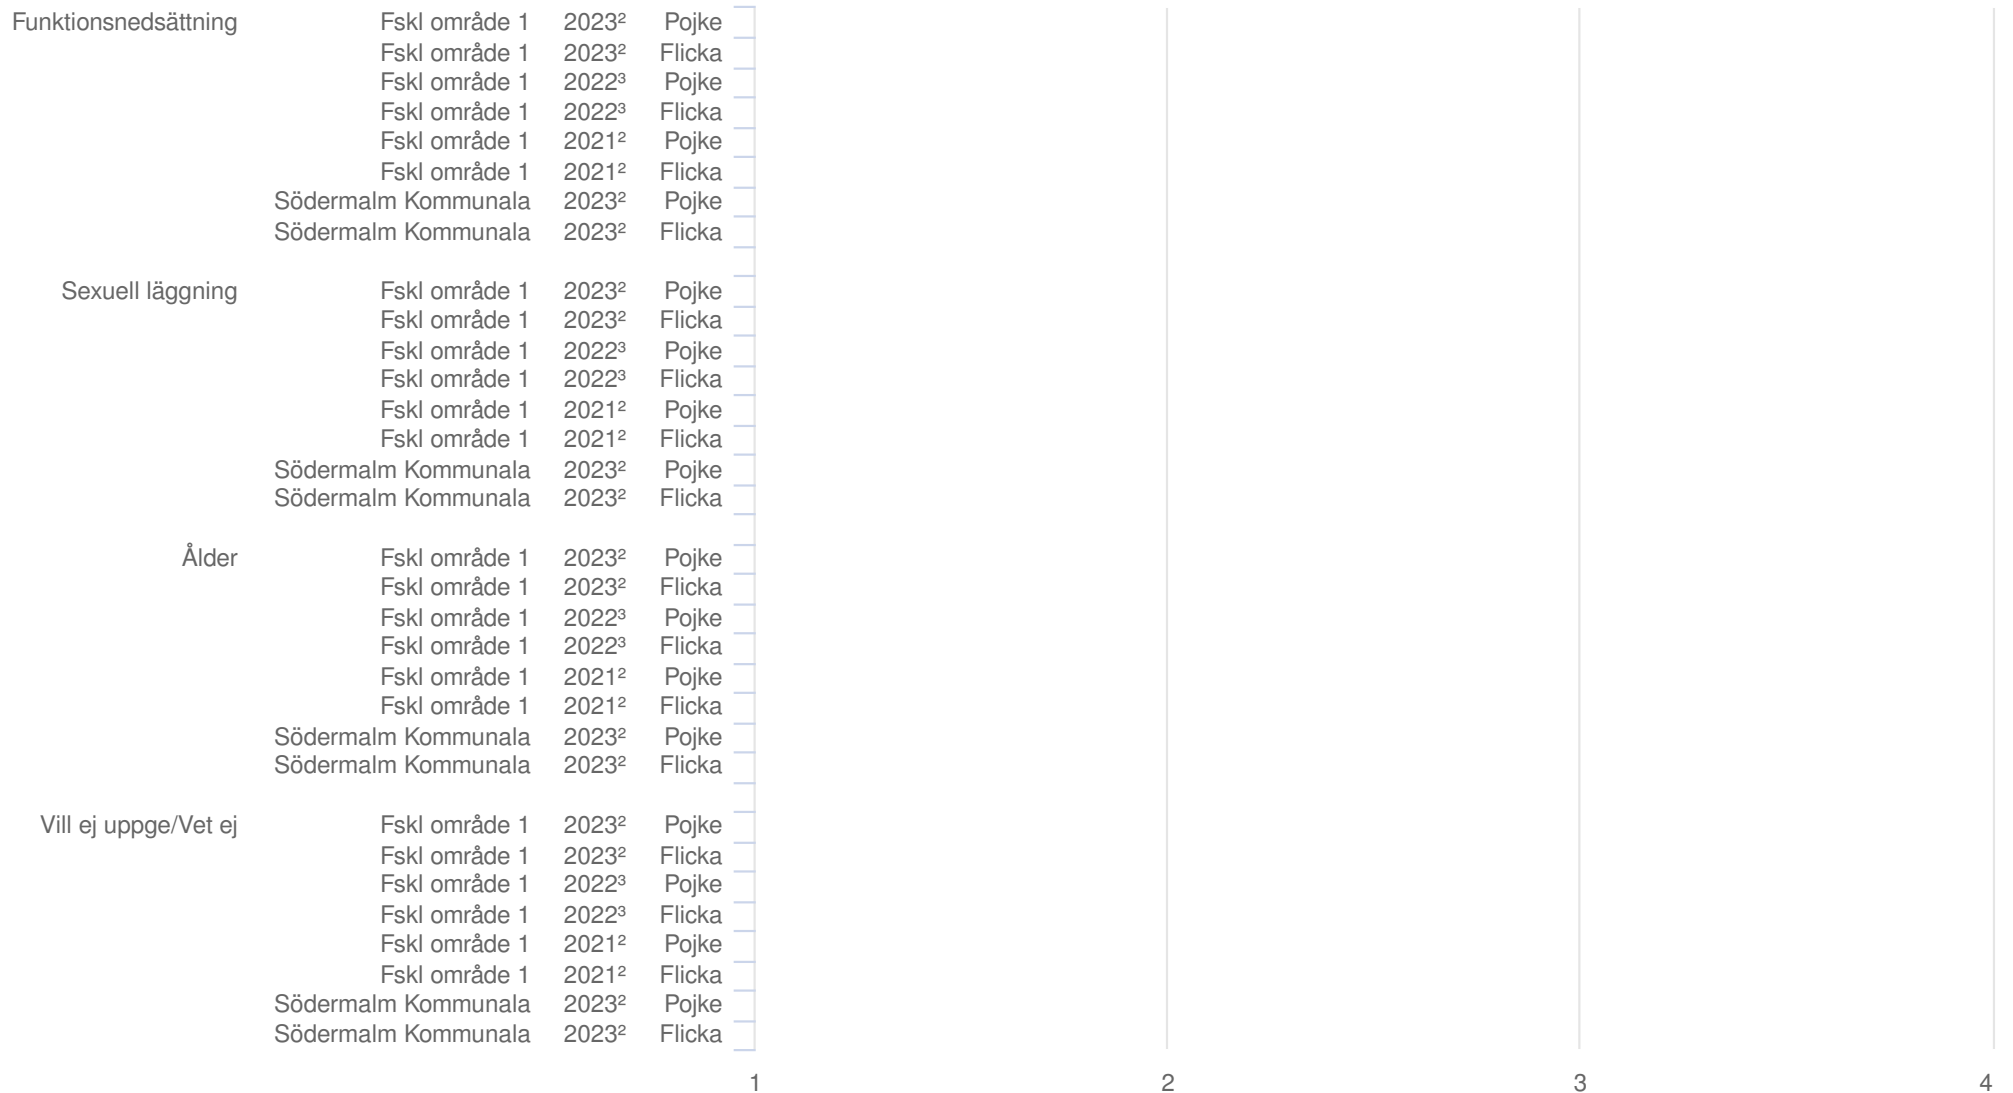 Funktionsnedsättning Fskl område 1 2023² Pojke
Fskl område 1 2023² Flicka
Fskl område 1 2022³ Pojke
Fskl område 1 2022³ Flicka
Fskl område 1 2021² Pojke
Fskl område 1 2021² Flicka
Södermalm Kommunala 2023² Pojke
Södermalm Kommunala 2023² Flicka
Sexuell läggning Fskl område 1 2023² Pojke
Fskl område 1 2023² Flicka
Fskl område 1 2022³ Pojke
Fskl område 1 2022³ Flicka
Fskl område 1 2021² Pojke
Fskl område 1 2021² Flicka
Södermalm Kommunala 2023² Pojke
Södermalm Kommunala 2023² Flicka
Ålder Fskl område 1 2023² Pojke
Fskl område 1 2023² Flicka
Fskl område 1 2022³ Pojke
Fskl område 1 2022³ Flicka
Fskl område 1 2021² Pojke
Fskl område 1 2021² Flicka
Södermalm Kommunala 2023² Pojke
Södermalm Kommunala 2023² Flicka
Vill ej uppge/Vet ej Fskl område 1 2023² Pojke
Fskl område 1 2023² Flicka
Fskl område 1 2022³ Pojke
Fskl område 1 2022³ Flicka
Fskl område 1 2021² Pojke
Fskl område 1 2021² Flicka
Södermalm Kommunala 2023² Pojke
Södermalm Kommunala 2023² Flicka
1 2 3 4